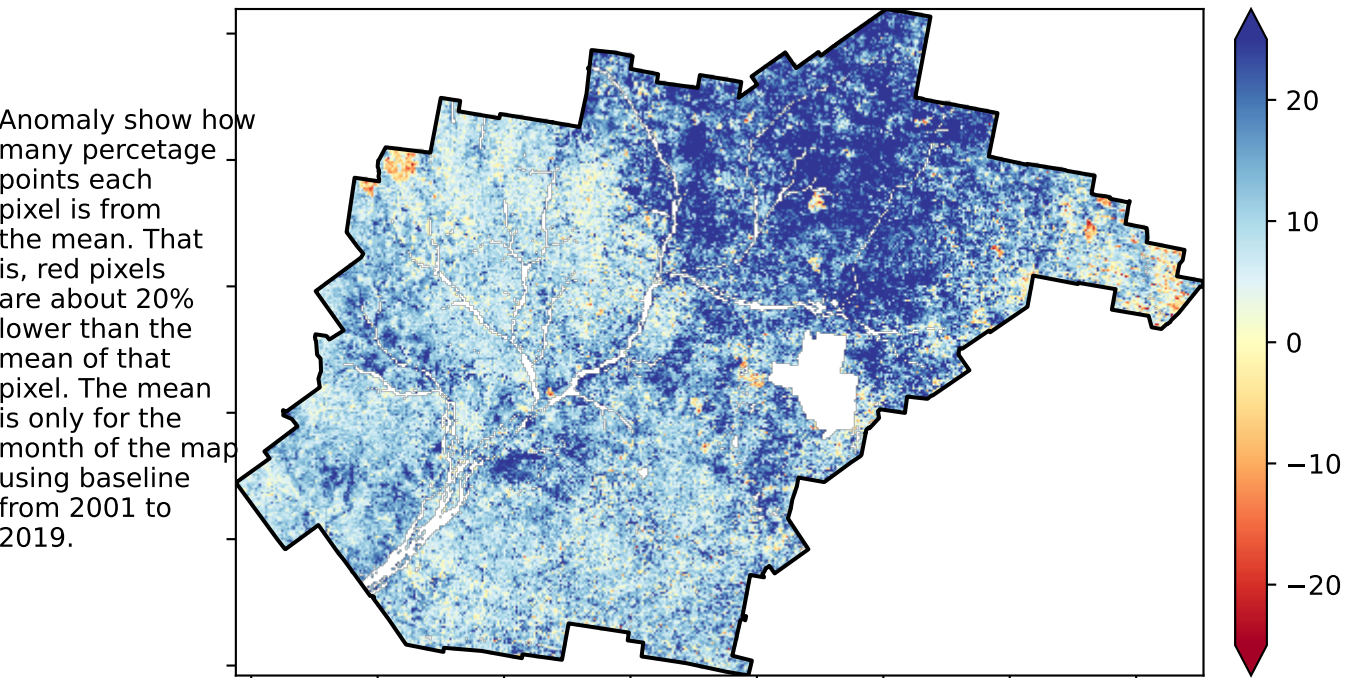 Anomaly show how
many percetage
points each
pixel is from
the mean. That
is, red pixels
are about 20%
lower than the
mean of that
pixel. The mean
is only for the
month of the map
using baseline
from 2001 to
2019.
20
10
0
−10
−20